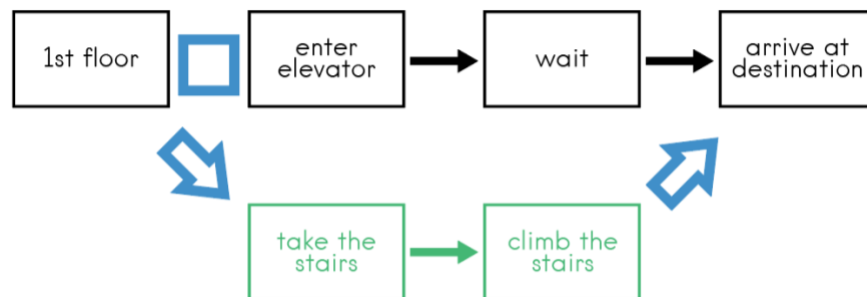 1st floor
enter
elevator
wait
arrive at
destination
take the
stairs
climb the
stairs